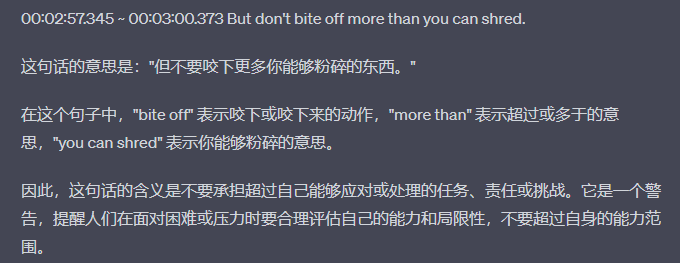 00:02:57.345 ~ 00:03:00.373 But don't bite off more than you can shred.
这句话的意思是："但不要咬下更多你能够粉碎的东西。"
在这个句子中，"bite off" 表示咬下或咬下来的动作，"more than" 表示超过或多于的意
思，"you can shred" 表示你能够粉碎的意思。
因此，这句话的含义是不要承担超过自己能够应对或处理的任务、责任或挑战。它是一个警
告，提醒人们在面对困难或压力时要合理评估自己的能力和局限性，不要超过自身的能力范
围。